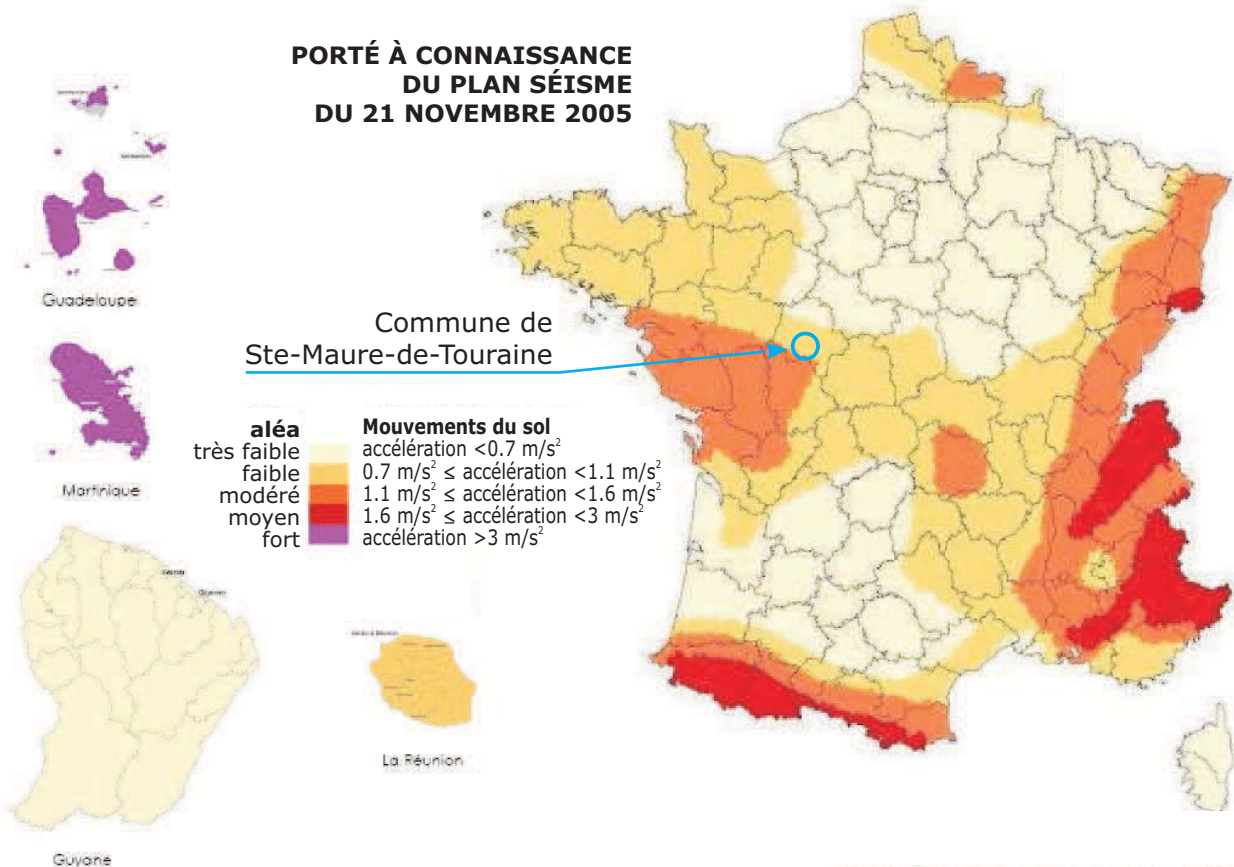 PORTÉ À CONNAISSANCE
DU PLAN SÉISME
DU 21 NOVEMBRE 2005
Guadeloupe
Commune de
Ste-Maure-de-Touraine
Martinique
aléa Mouvements du sol
très faible accélération <0.7 m/s²
faible 0.7 m/s² ≤ accélération <1.1 m/s²
modéré 1.1 m/s² ≤ accélération <1.6 m/s²
moyen 1.6 m/s² ≤ accélération <3 m/s²
fort accélération >3 m/s²
La Réunion
Guyane